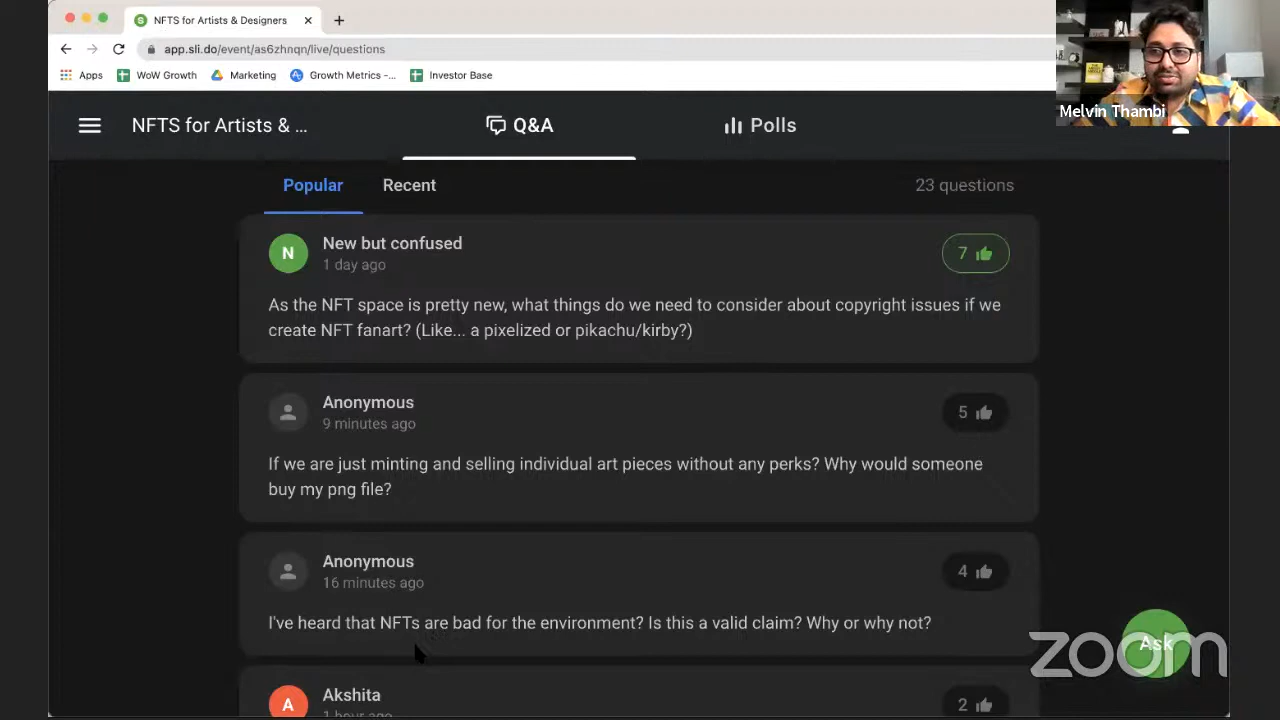 NFTS for Artists & Designers
app.sli.do/event/as6zhnqn/live/questions
Apps
WoW Growth
Marketing
Growth Metrics -...
Investor Base
Melvin Thambi
NFTS for Artists & ...
Q&A
Polls
Popular
Recent
23 questions
N
New but confused
1 day ago
7
As the NFT space is pretty new, what things do we need to consider about copyright issues if we
create NFT fanart? (Like... a pixelized or pikachu/kirby?)
Anonymous
9 minutes ago
5
If we are just minting and selling individual art pieces without any perks? Why would someone
buy my png file?
Anonymous
16 minutes ago
4
I've heard that NFTs are bad for the environment? Is this a valid claim? Why or why not?
Ask
zoom
A
Akshita
1 hour ago
2